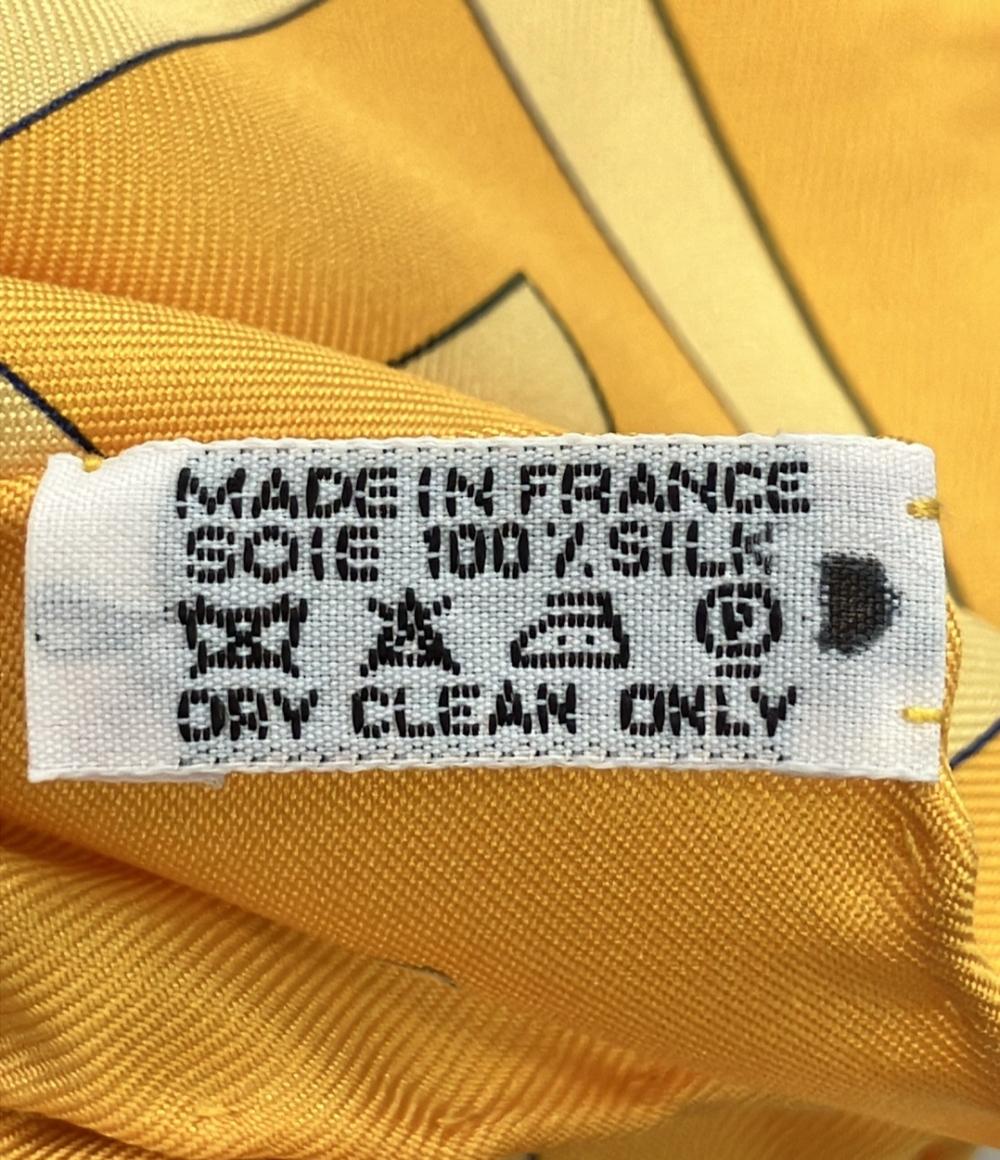 MADE IN FRANCE
SOIE 100% SILK
P
DRY CLEAN ONLY